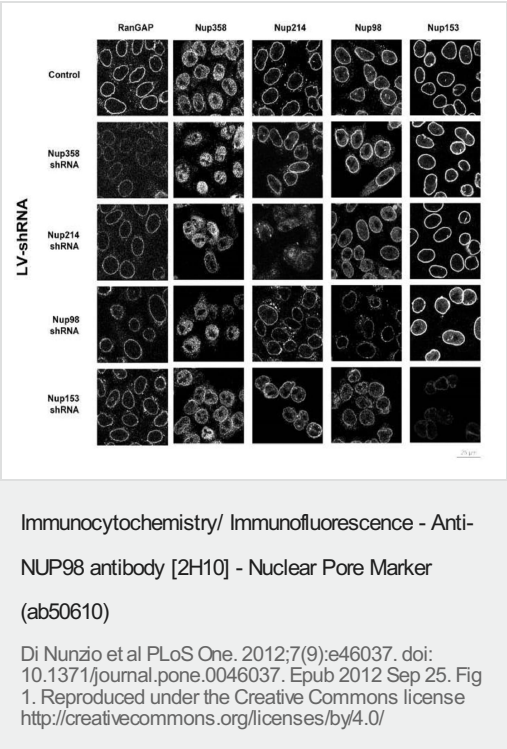 RanGAP Nup358 Nup214 Nup98 Nup153
Control
Nup358
shRNA
Nup214
shRNA
LV-shRNA
Nup98
shRNA
Nup153
shRNA
25 µm
Immunocytochemistry/ Immunofluorescence - Anti-
NUP98 antibody [2H10] - Nuclear Pore Marker
(ab50610)
Di Nunzio et al PLoS One. 2012;7(9):e46037. doi:
10.1371/journal.pone.0046037. Epub 2012 Sep 25. Fig
1. Reproduced under the Creative Commons license
http://creativecommons.org/licenses/by/4.0/